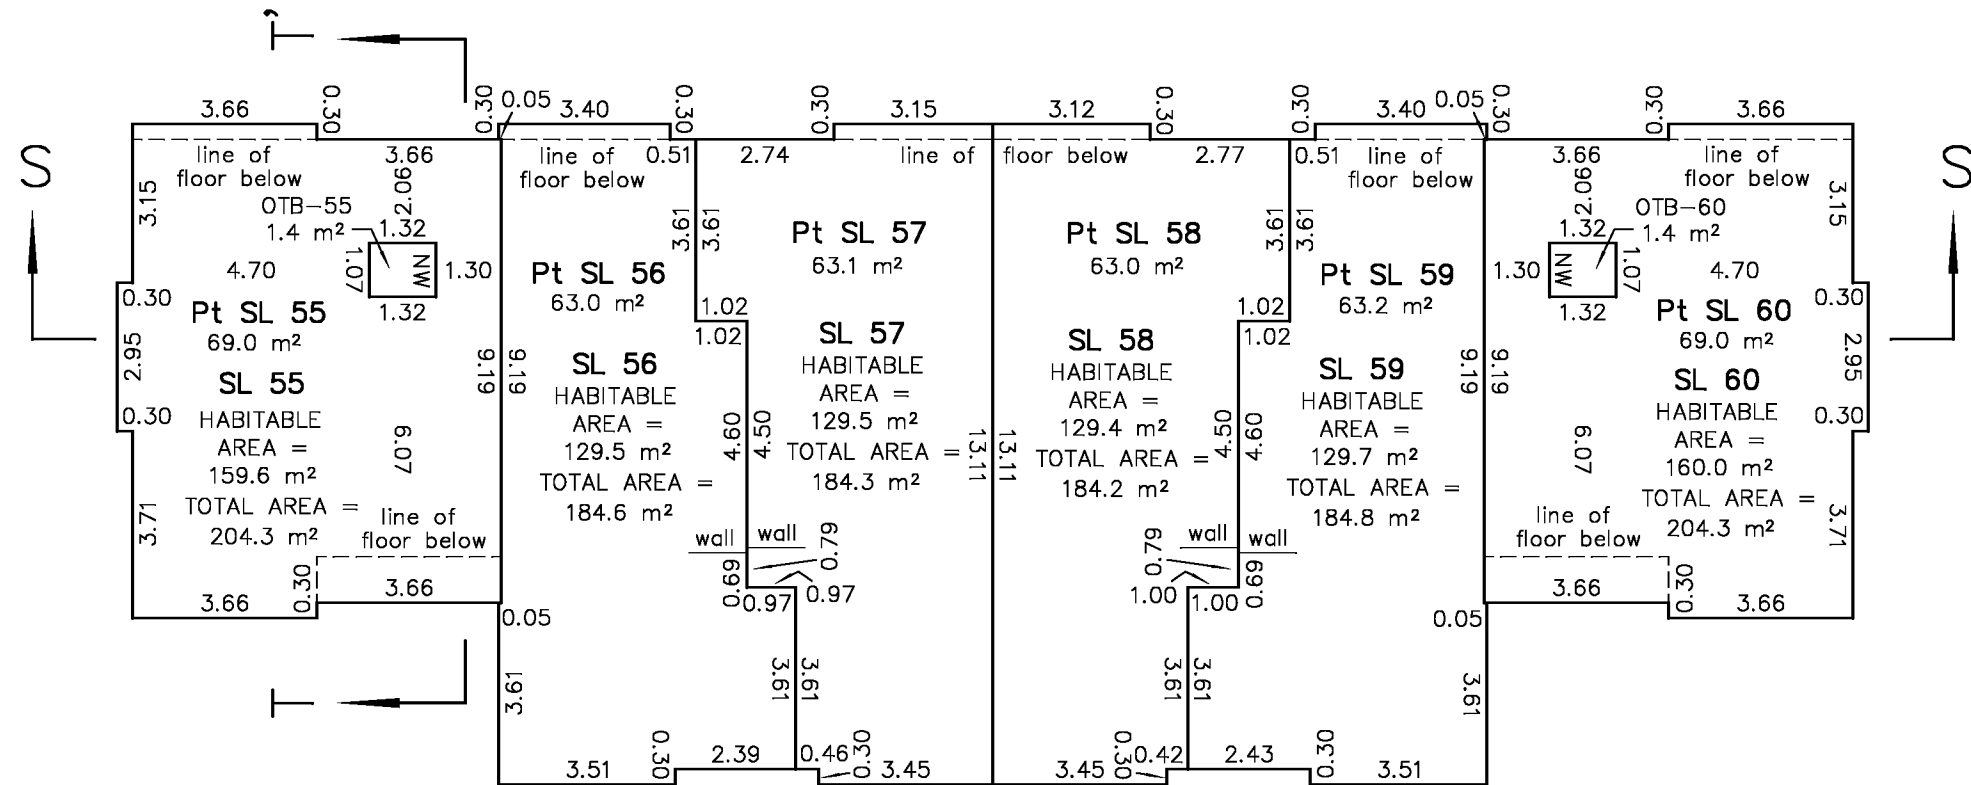 T
3.66
0.30
0.30
0.05
3.40
0.30
0.30
3.15
3.12
0.30
0.30
3.40
0.05
0.30
0.30
3.66
S
line of
floor below
3.66
line of
floor below
0.51
2.74
line of
floor below
2.77
0.51
line of
floor below
3.66
line of
floor below
S
3.15
2.06
OTB-55
1.4 m²
1.32
1.07
NW
1.30
1.32
4.70
0.30
Pt SL 55
69.0 m²
2.95
SL 55
HABITABLE
AREA =
159.6 m²
TOTAL AREA =
204.3 m²
0.30
3.71
6.07
line of
floor below
3.66
0.30
3.66
9.19
9.19
Pt SL 56
63.0 m²
SL 56
HABITABLE
AREA =
129.5 m²
TOTAL AREA =
184.6 m²
3.61
3.61
1.02
1.02
4.60
4.50
wall
wall
0.79
0.69
0.97
0.97
0.05
3.61
3.61
3.61
3.51
0.30
2.39
0.46
0.30
3.45
Pt SL 57
63.1 m²
SL 57
HABITABLE
AREA =
129.5 m²
TOTAL AREA =
184.3 m²
13.11
13.11
Pt SL 58
63.0 m²
SL 58
HABITABLE
AREA =
129.4 m²
TOTAL AREA =
184.2 m²
3.61
3.61
1.02
1.02
4.50
4.60
wall
wall
0.79
0.69
1.00
1.00
3.61
3.61
3.45
0.30
0.42
2.43
0.30
3.51
Pt SL 59
63.2 m²
SL 59
HABITABLE
AREA =
129.7 m²
TOTAL AREA =
184.8 m²
9.19
9.19
0.05
3.61
2.06
OTB-60
1.4 m²
1.32
1.30
NW
1.07
1.32
4.70
3.15
0.30
Pt SL 60
69.0 m²
2.95
SL 60
HABITABLE
AREA =
160.0 m²
TOTAL AREA =
204.3 m²
0.30
3.71
6.07
line of
floor below
3.66
0.30
3.66
T